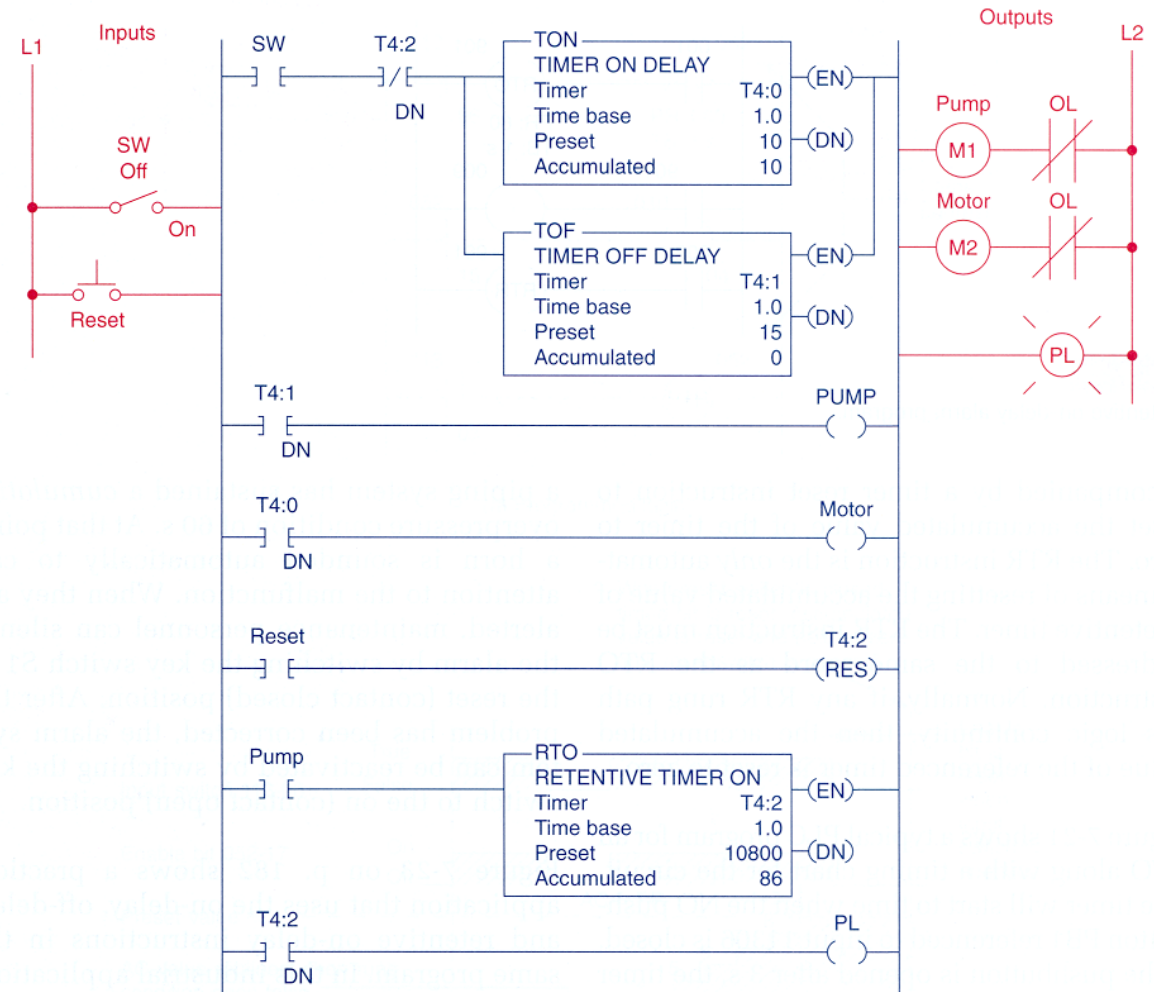 Inputs
Outputs
L1
L2
SW
T4:2
DN
TON
TIMER ON DELAY
Timer T4:0
Time base 1.0
Preset 10
Accumulated 10
(EN)
(DN)
SW
Off
On
Reset
Pump
OL
M1
Motor
OL
M2
PL
TOF
TIMER OFF DELAY
Timer T4:1
Time base 1.0
Preset 15
Accumulated 0
(EN)
(DN)
T4:1
DN
PUMP
T4:0
DN
Motor
Reset
T4:2
(RES)
Pump
RTO
RETENTIVE TIMER ON
Timer T4:2
Time base 1.0
Preset 10800
Accumulated 86
(EN)
(DN)
T4:2
DN
PL